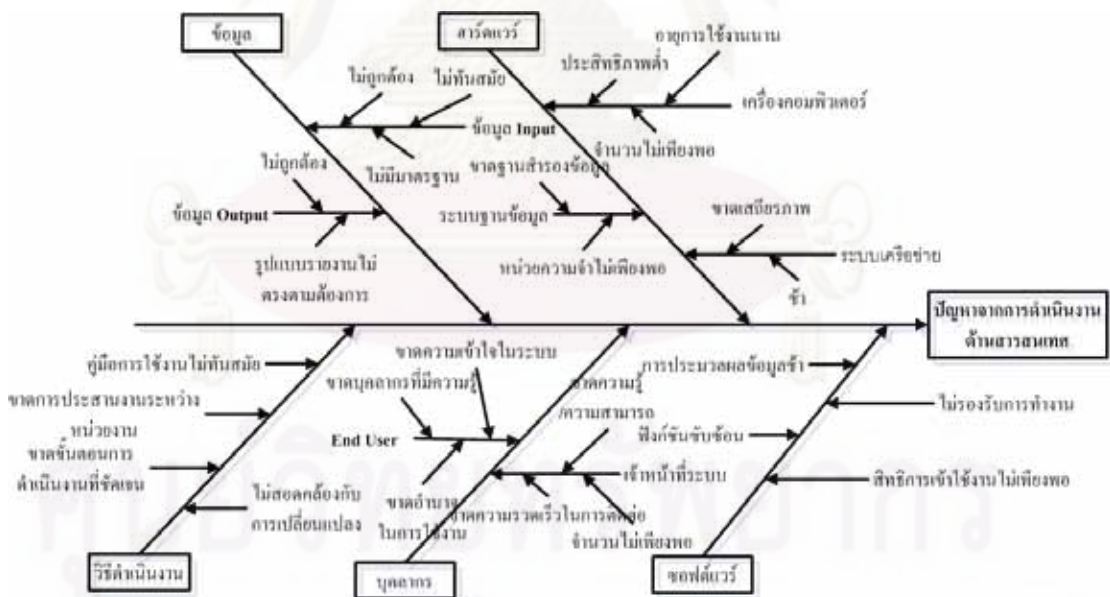 ข้อมูล
ฮาร์ดแวร์
อายุการใช้งานนาน
ประสิทธิภาพต่ำ
เครื่องคอมพิวเตอร์
จำนวนไม่เพียงพอ
ไม่ถูกต้อง
ไม่ทันสมัย
ข้อมูล Input
ไม่มีมาตรฐาน
ไม่ถูกต้อง
ข้อมูล Output
รูปแบบรายงานไม่
ตรงตามต้องการ
ขาดฐานสำรองข้อมูล
ระบบฐานข้อมูล
หน่วยความจำไม่เพียงพอ
ขาดเสถียรภาพ
ระบบเครือข่าย
ช้า
ปัญหาจากการดำเนินงาน
ด้านสารสนเทศ
คู่มือการใช้งานไม่ทันสมัย
ขาดการประสานงานระหว่าง
หน่วยงาน
ขาดขั้นตอนการ
ดำเนินงานที่ชัดเจน
ไม่สอดคล้องกับ
การเปลี่ยนแปลง
วิธีดำเนินงาน
ขาดความเข้าใจในระบบ
ขาดบุคลากรที่มีความรู้
End User
ขาดอำนาจ
ในการใช้งาน
ขาดความรู้
/ความสามารถ
เจ้าหน้าที่ระบบ
ขาดความรวดเร็วในการติดต่อ
จำนวนไม่เพียงพอ
บุคลากร
การประมวลผลข้อมูลช้า
ไม่รองรับการทำงาน
ฟังก์ชันซับซ้อน
สิทธิการเข้าใช้งานไม่เพียงพอ
ซอฟต์แวร์
ศูนย์วิทยทรัพยากร